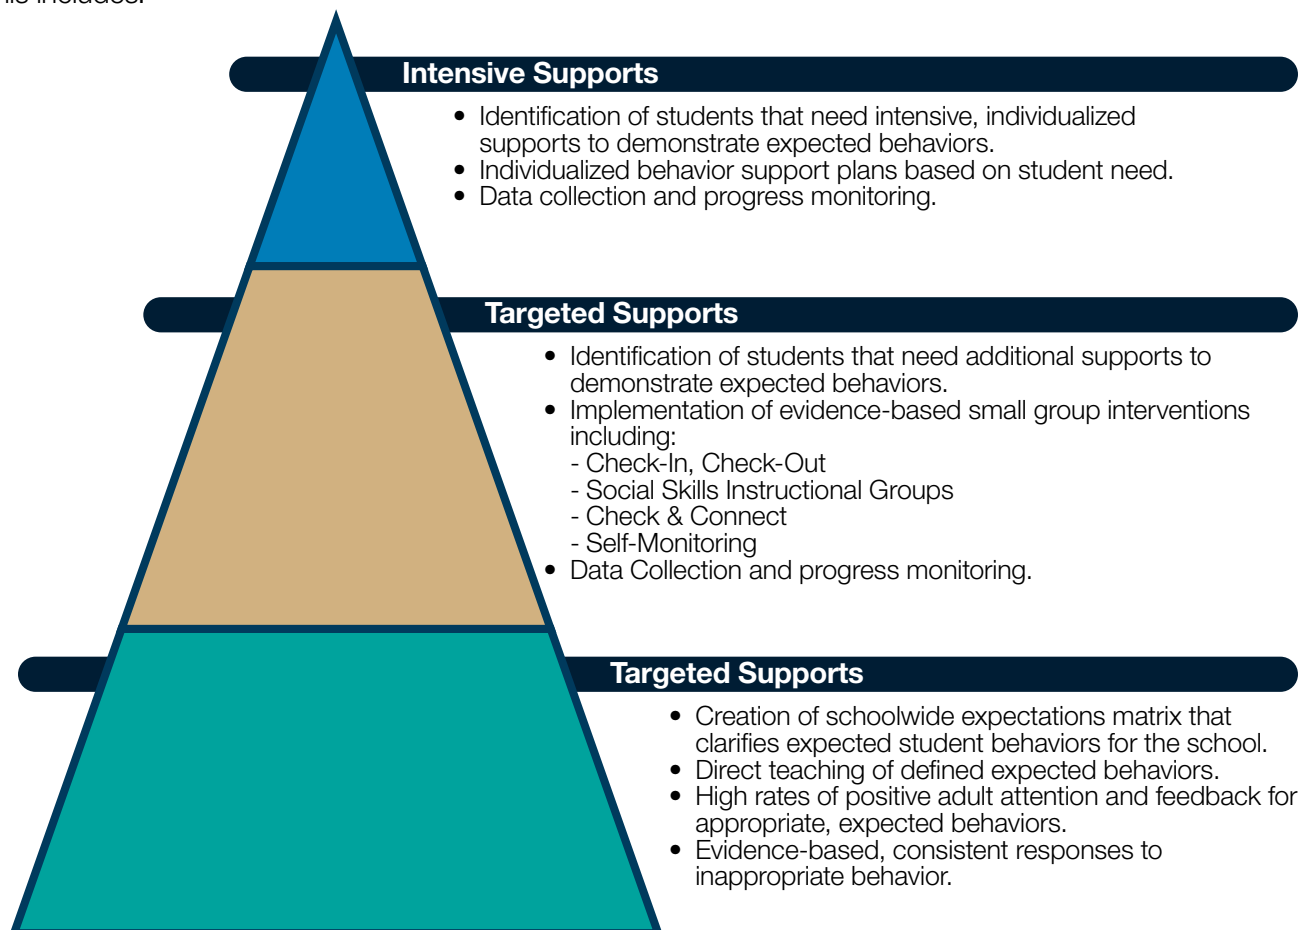 includes:
Intensive Supports
• Identification of students that need intensive, individualized
supports to demonstrate expected behaviors.
• Individualized behavior support plans based on student need.
• Data collection and progress monitoring.
Targeted Supports
• Identification of students that need additional supports to
demonstrate expected behaviors.
• Implementation of evidence-based small group interventions
including:
- Check-In, Check-Out
- Social Skills Instructional Groups
- Check & Connect
- Self-Monitoring
• Data Collection and progress monitoring.
Targeted Supports
• Creation of schoolwide expectations matrix that
clarifies expected student behaviors for the school.
• Direct teaching of defined expected behaviors.
• High rates of positive adult attention and feedback for
appropriate, expected behaviors.
• Evidence-based, consistent responses to
inappropriate behavior.